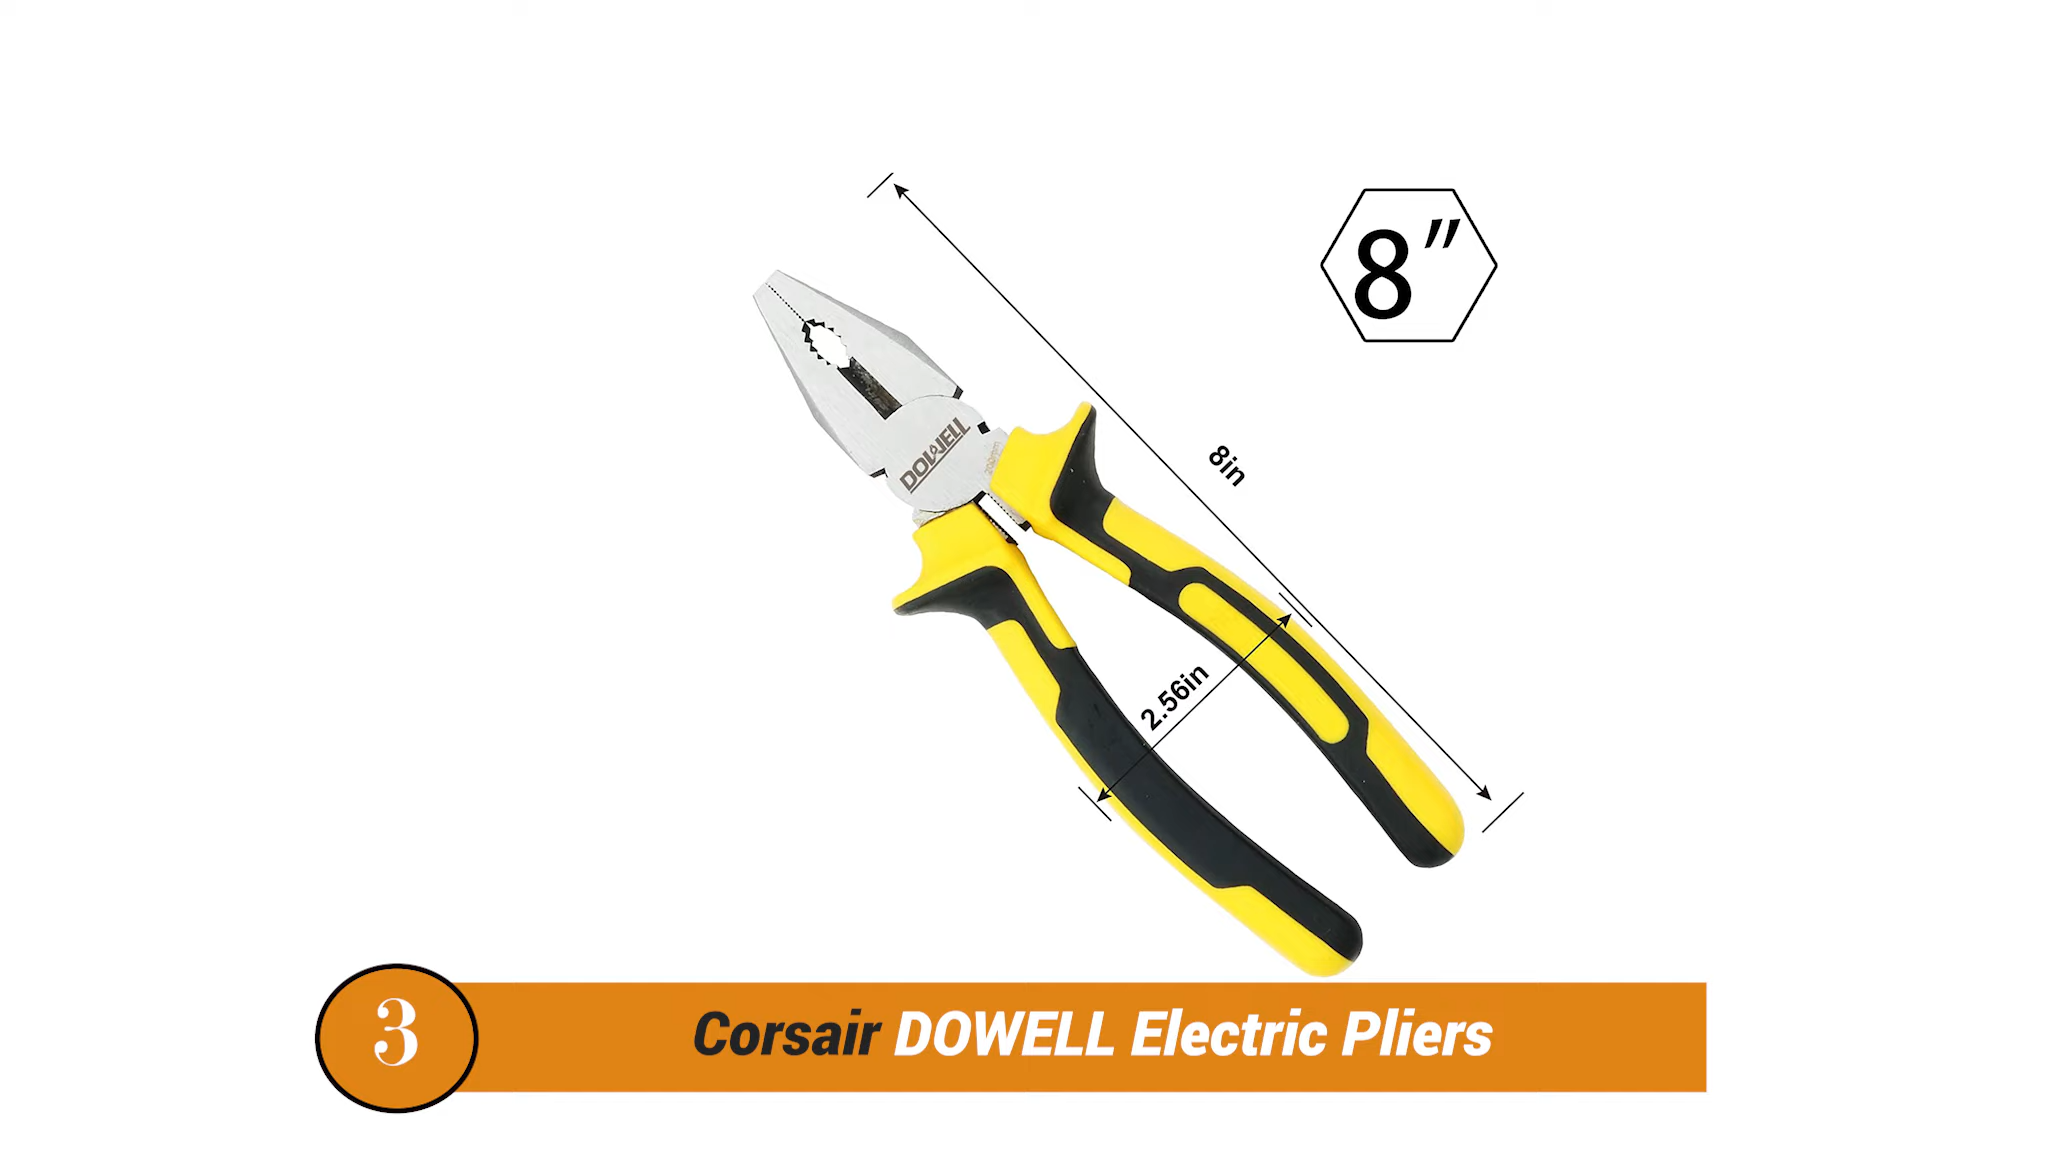 8″
8in
DOWELL
2.56in
3
Corsair DOWELL Electric Pliers